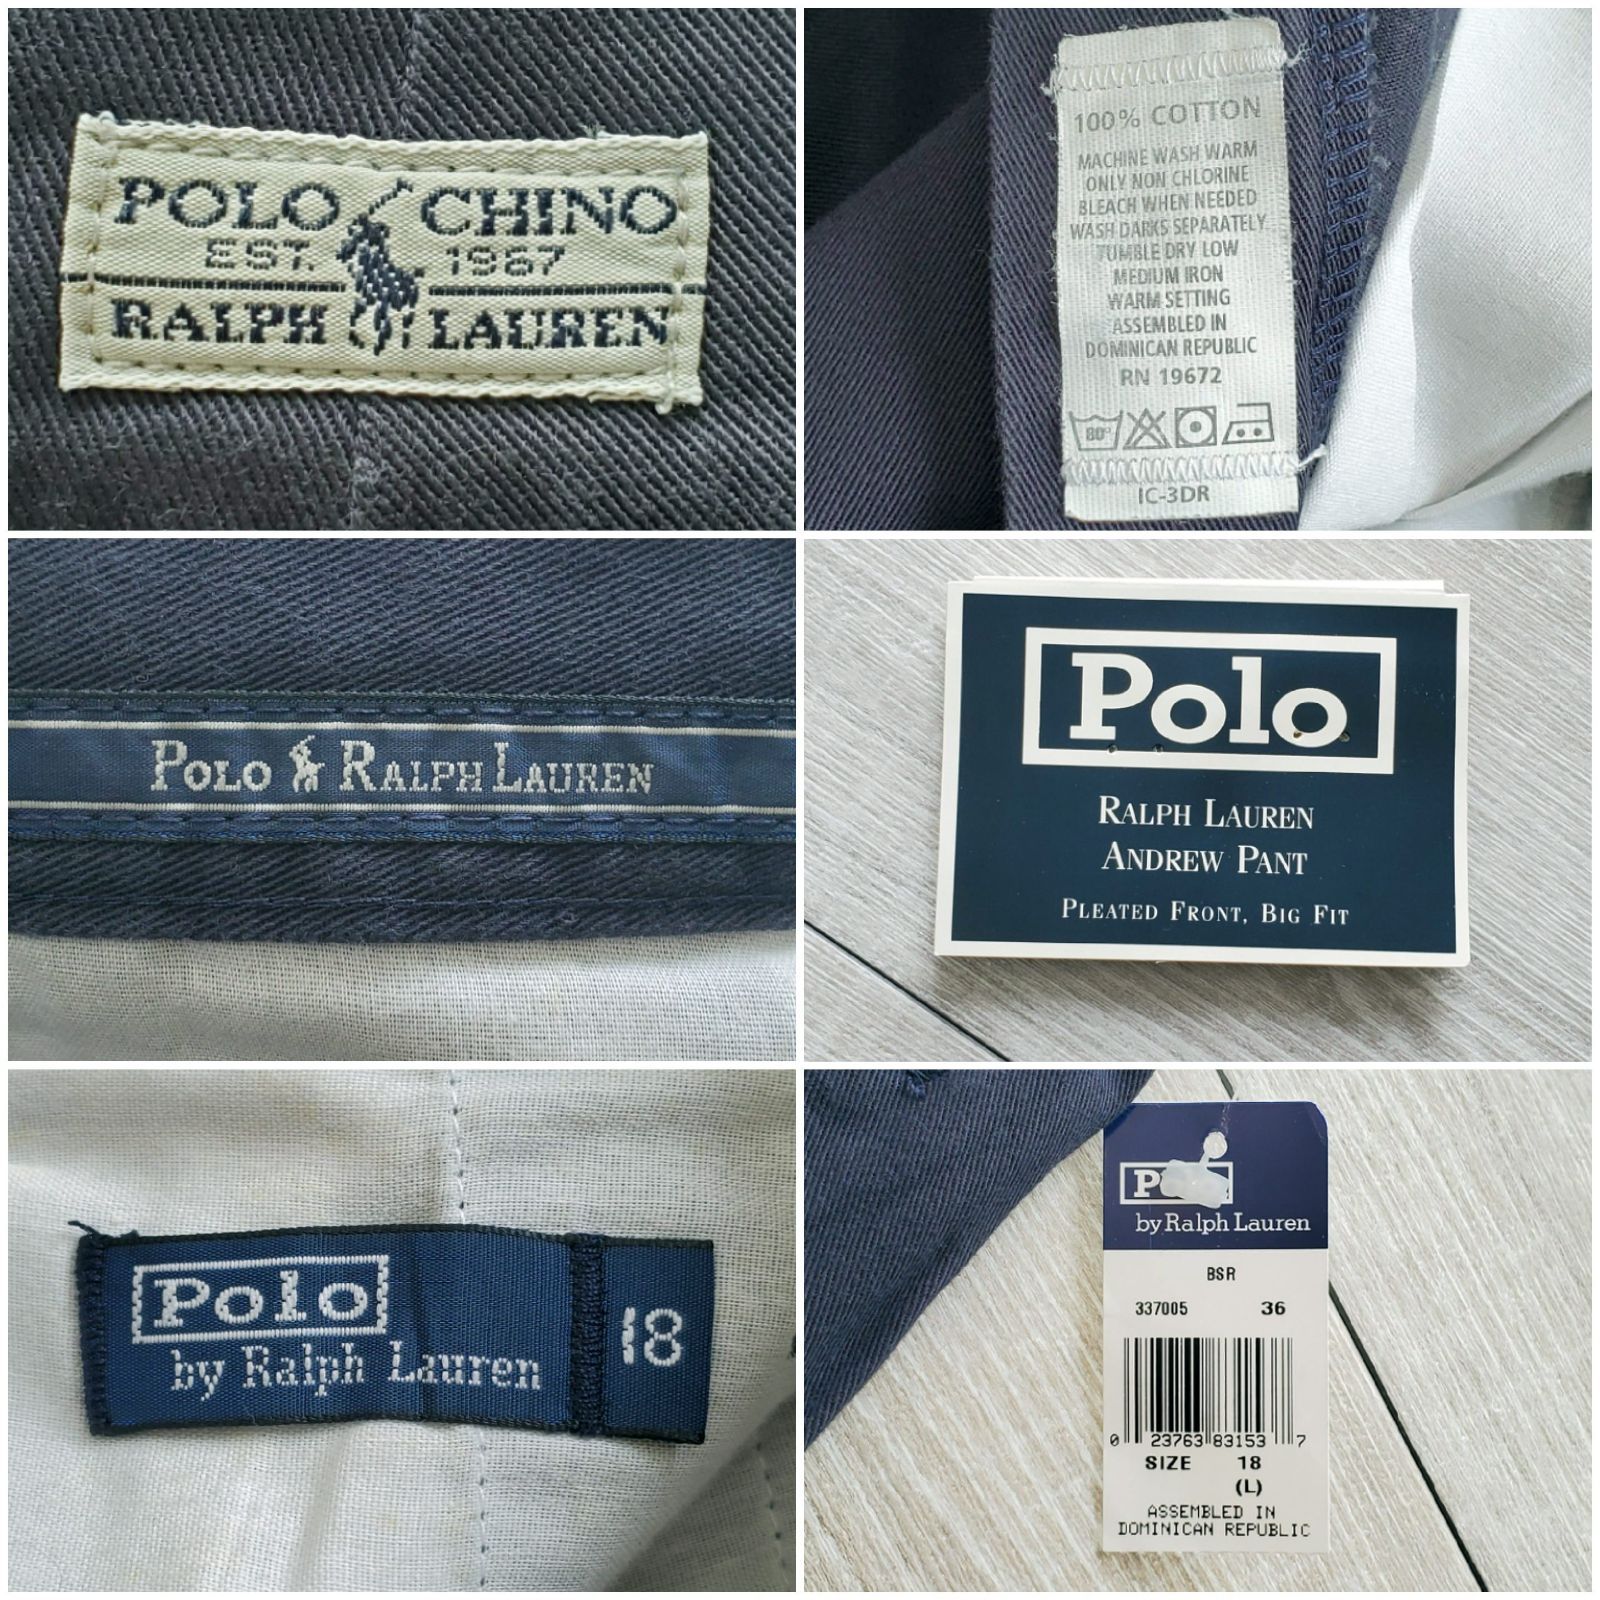 POLO CHINO
EST. 1967
RALPH LAUREN
100% COTTON
MACHINE WASH WARM
ONLY NON CHLORINE
BLEACH WHEN NEEDED
WASH DARKS SEPARATELY
TUMBLE DRY LOW
MEDIUM IRON
WARM SETTING
ASSEMBLED IN
DOMINICAN REPUBLIC
RN 19672
80°
IC-3DR
POLO RALPH LAUREN
Polo
RALPH LAUREN
ANDREW PANT
PLEATED FRONT, BIG FIT
Polo
by Ralph Lauren
18
by Ralph Lauren
BSR
337005 36
0 23763 83153 7
SIZE 18
(L)
ASSEMBLED IN
DOMINICAN REPUBLIC